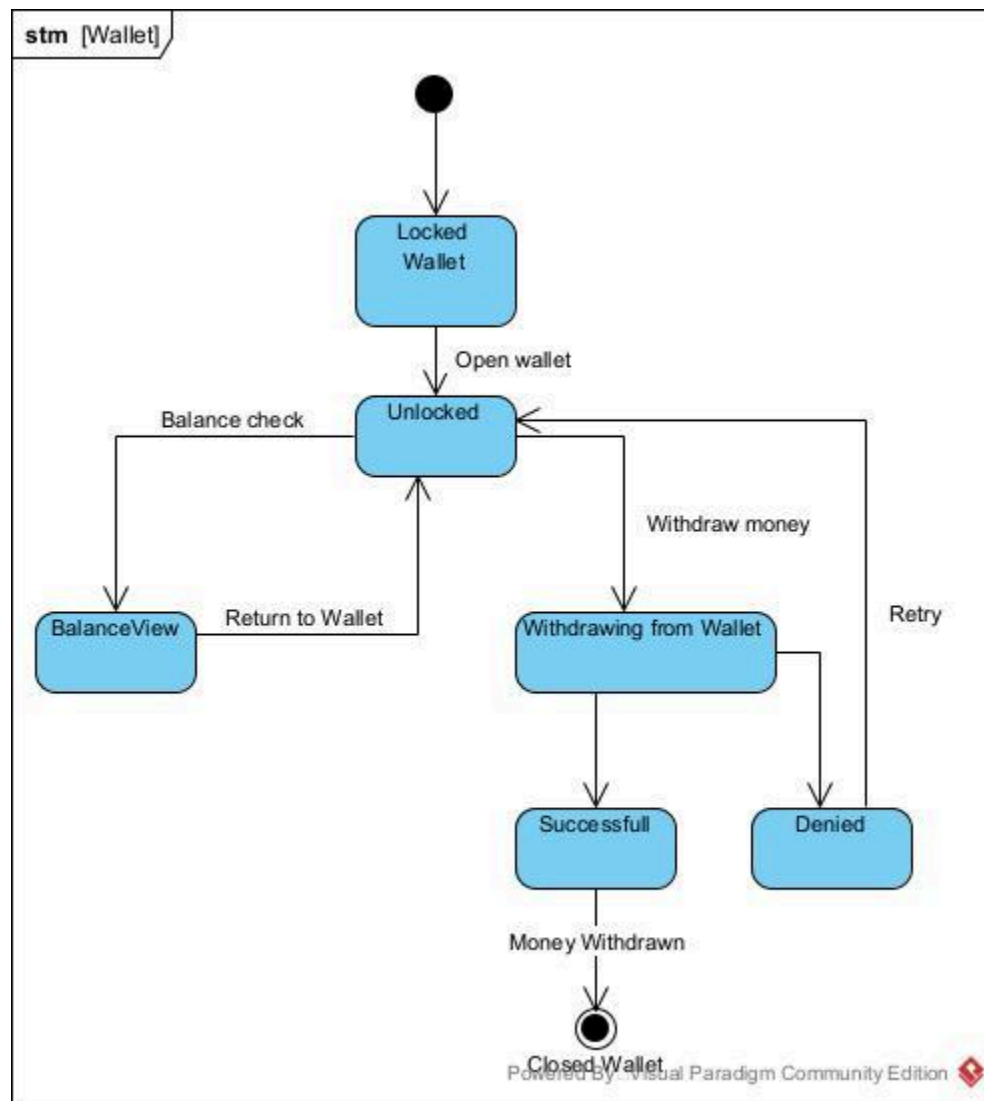 stm [Wallet]
Locked
Wallet
Open wallet
Unlocked
Balance check
Withdraw money
BalanceView
Return to Wallet
Withdrawing from Wallet
Retry
Successfull
Denied
Money Withdrawn
Closed Wallet
Powered By Visual Paradigm Community Edition